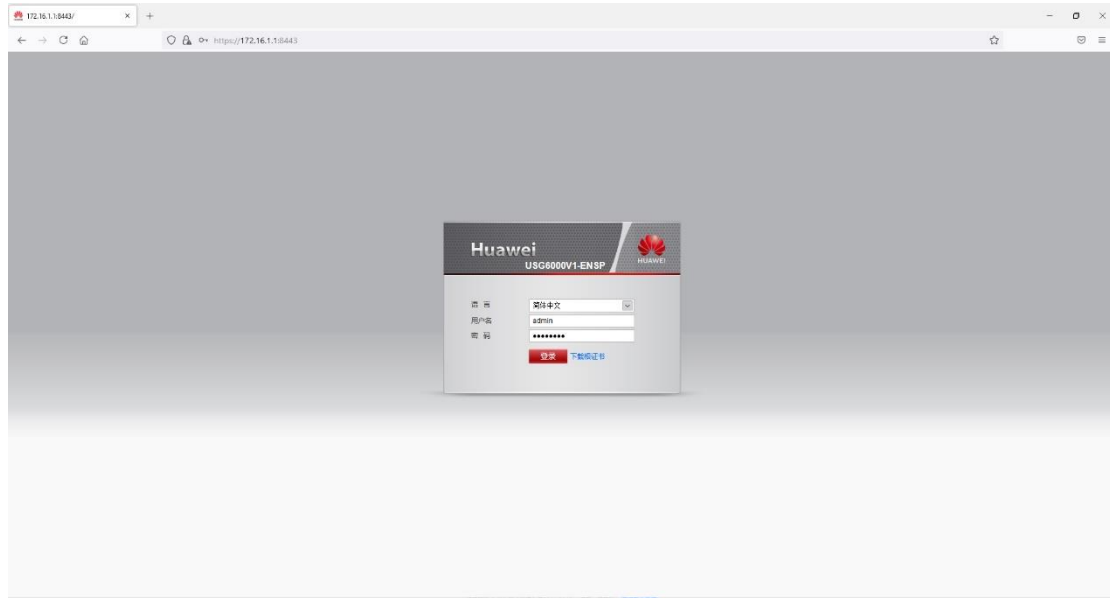 172.16.1.1:8443/
https://172.16.1.1:8443
Huawei
USG6000V1-ENSP
HUAWEI
语 言
简体中文
用户名
admin
密 码
登录 下载根证书